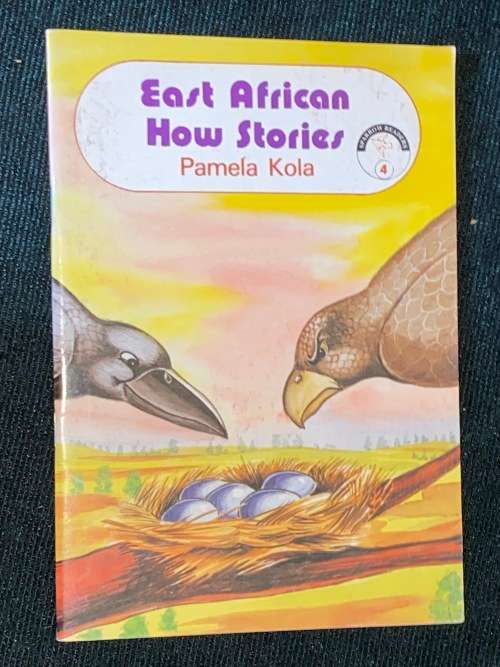 East African
How Stories
Pamela Kola
SPARROW READERS
4